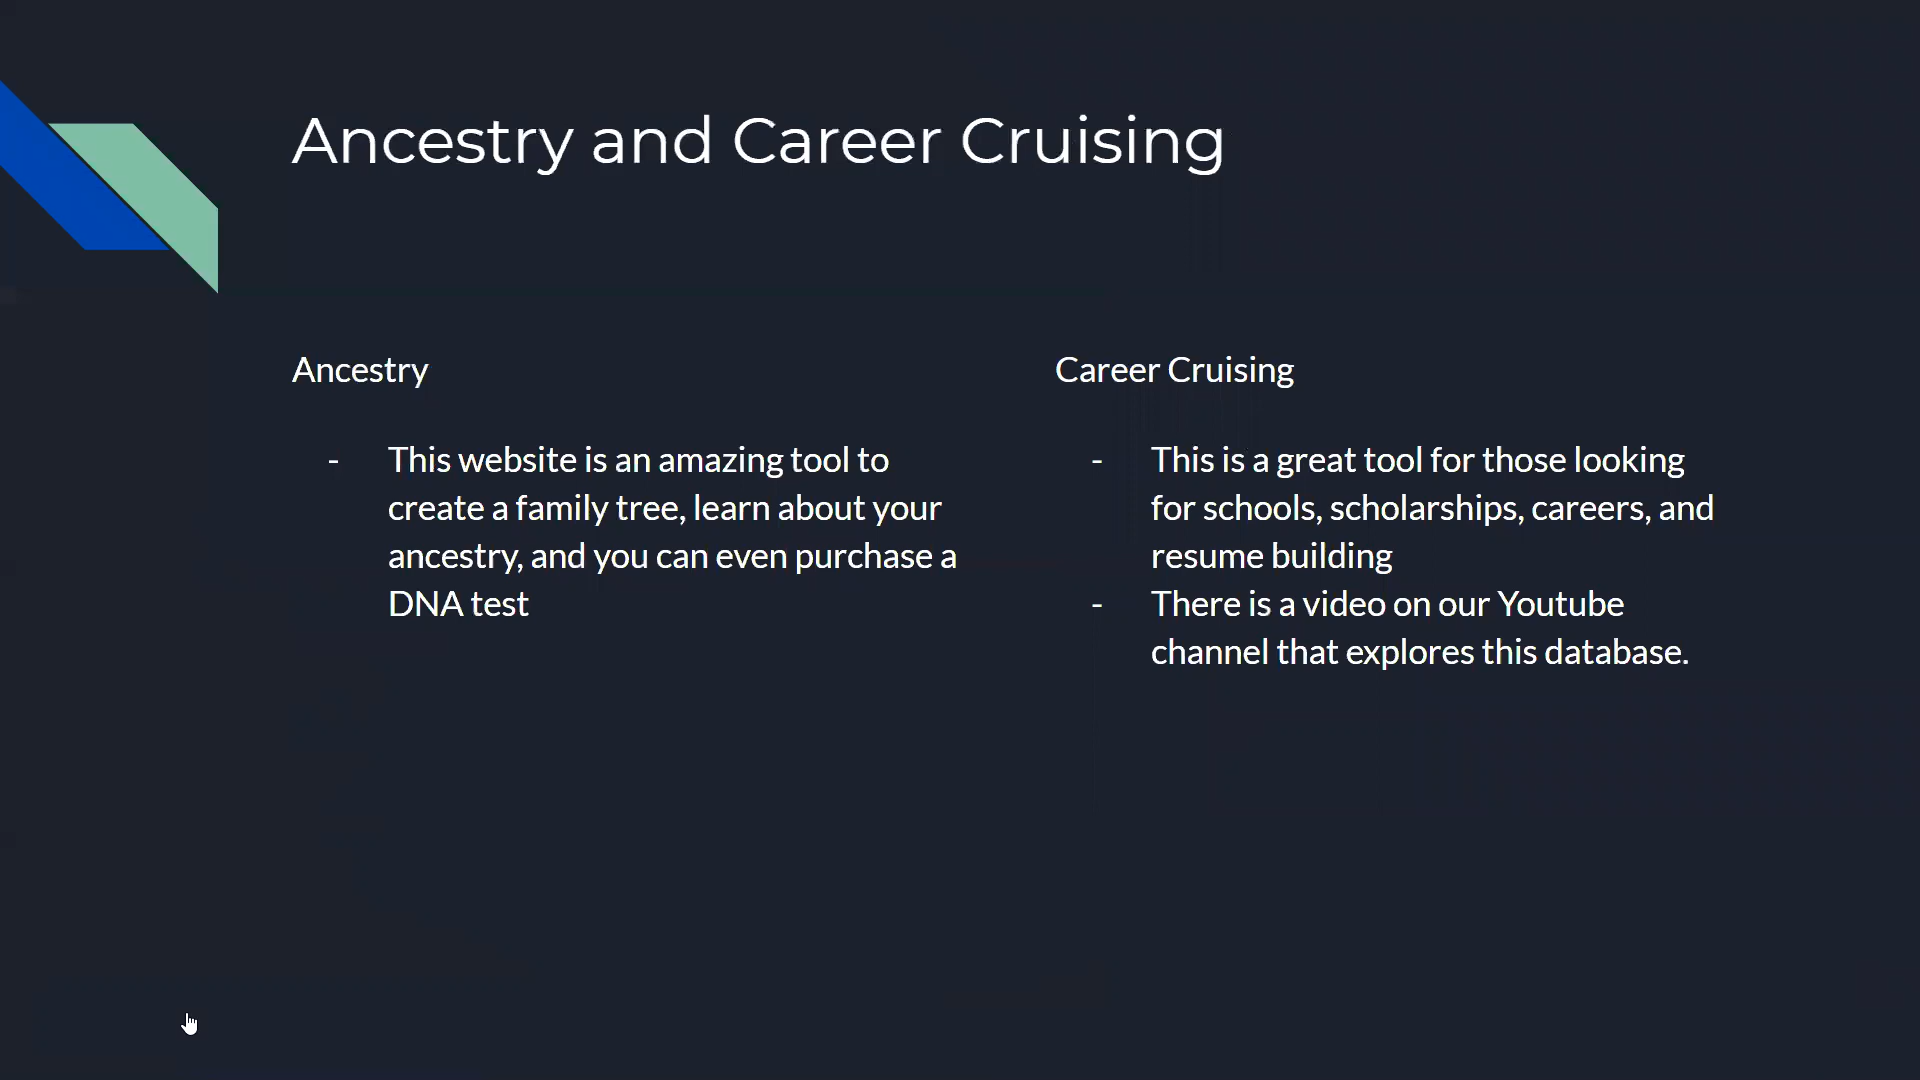 Ancestry and Career Cruising
Ancestry
- This website is an amazing tool to
create a family tree, learn about your
ancestry, and you can even purchase a
DNA test
Career Cruising
- This is a great tool for those looking
for schools, scholarships, careers, and
resume building
- There is a video on our Youtube
channel that explores this database.